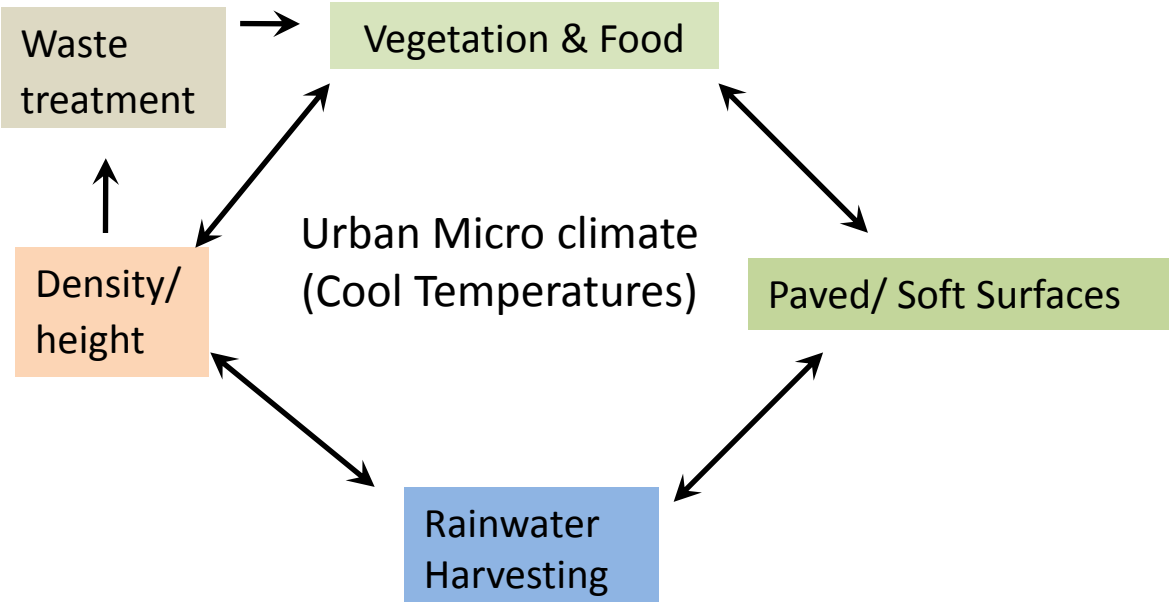 Waste
treatment
Vegetation & Food
Urban Micro climate
(Cool Temperatures)
Density/
height
Paved/ Soft Surfaces
Rainwater
Harvesting